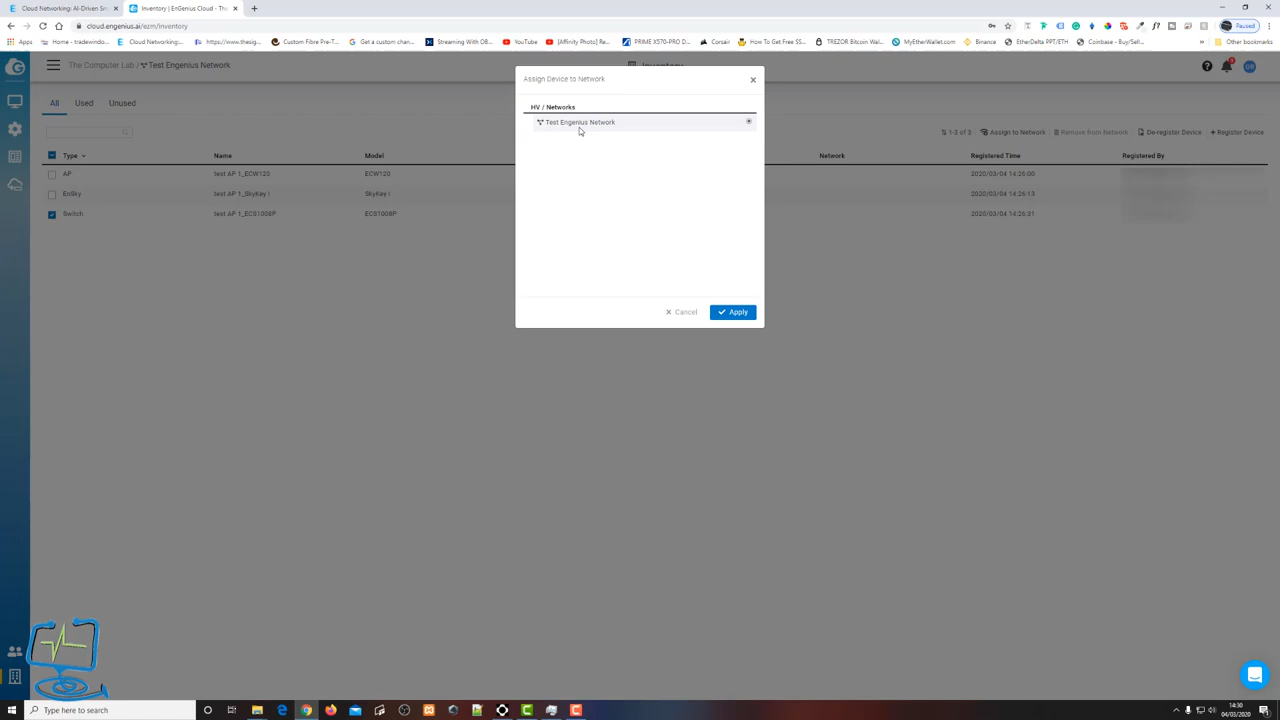 Cloud Networking: AI-Driven Sm
Inventory | EnGenius Cloud - The
cloud.engenius.ai/ezm/inventory
Paused
Apps
Home - tradewindo...
Cloud Networking:...
https://www.thesig...
Custom Fibre Pre-T...
Get a custom chan...
Streaming With OB...
YouTube
[Affinity Photo] Re...
PRIME X570-PRO D...
Corsair
How To Get Free SS...
TREZOR Bitcoin Wal...
MyEtherWallet.com
Binance
EtherDelta PPT/ETH
Coinbase - Buy/Sell...
Other bookmarks
The Computer Lab / Test Engenius Network
Inventory
Assign Device to Network
HV / Networks
Test Engenius Network
Cancel
Apply
All
Used
Unused
1-3 of 3
Assign to Network
Remove from Network
De-register Device
Register Device
Type
Name
Model
Network
Registered Time
Registered By
AP
test AP 1_ECW120
ECW120
2020/03/04 14:26:00
EnSky
test AP 1_SkyKey I
SkyKey I
2020/03/04 14:26:13
Switch
test AP 1_ECS1008P
ECS1008P
2020/03/04 14:26:31
Type here to search
14:30
04/03/2020